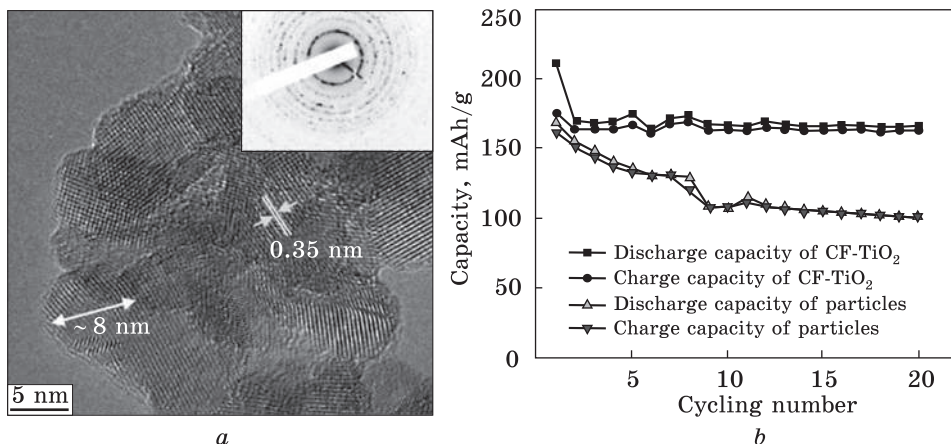 0.35 nm
~ 8 nm
5 nm
a
Capacity, mAh/g
250
200
150
100
50
0
5 10 15 20
Cycling number
Discharge capacity of CF-TiO₂
Charge capacity of CF-TiO₂
Discharge capacity of particles
Charge capacity of particles
b